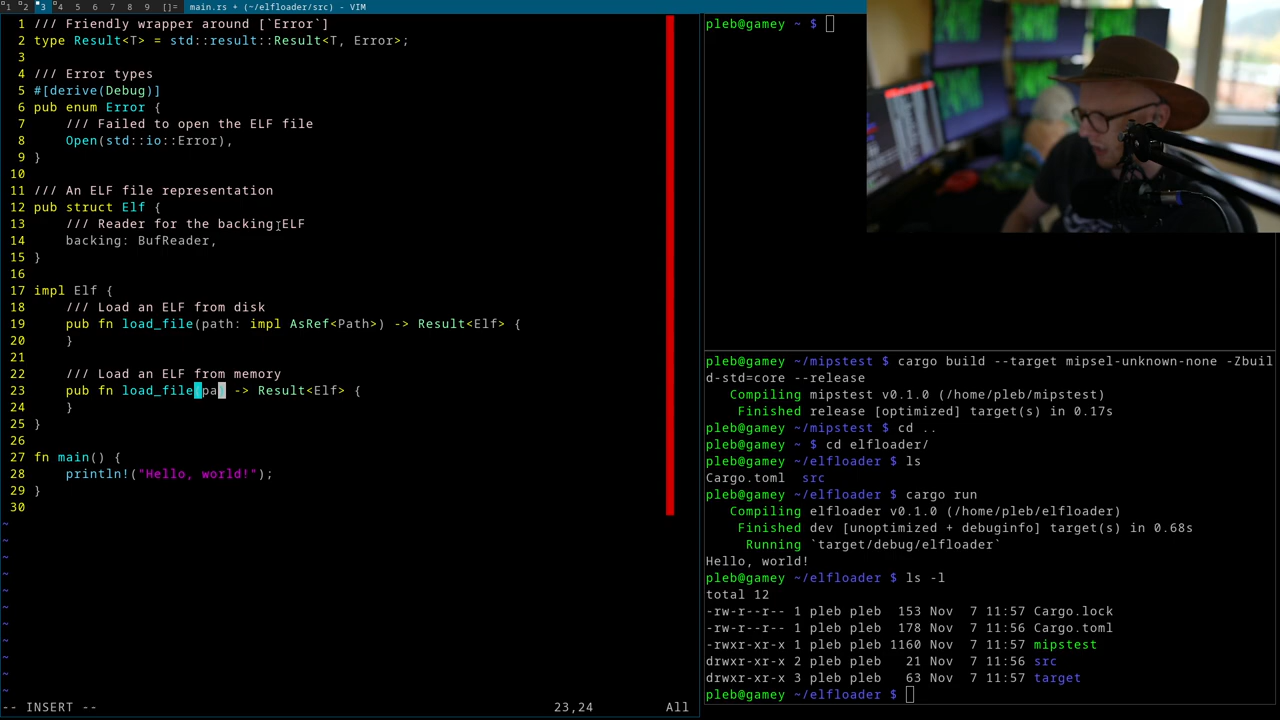 1 2 3 4 5 6 7 8 9 []= main.rs + (~/elfloader/src) - VIM
1 /// Friendly wrapper around [`Error`]
2 type Result<T> = std::result::Result<T, Error>;
3
4 /// Error types
5 #[derive(Debug)]
6 pub enum Error {
7 /// Failed to open the ELF file
8 Open(std::io::Error),
9 }
10
11 /// An ELF file representation
12 pub struct Elf {
13 /// Reader for the backing ELF
14 backing: BufReader,
15 }
16
17 impl Elf {
18 /// Load an ELF from disk
19 pub fn load_file(path: impl AsRef<Path>) -> Result<Elf> {
20 }
21
22 /// Load an ELF from memory
23 pub fn load_file(pa) -> Result<Elf> {
24 }
25 }
26
27 fn main() {
28 println!("Hello, world!");
29 }
30
~
~
~
~
~
~
~
~
~
~
~
-- INSERT -- 23,24 All
pleb@gamey ~ $
pleb@gamey ~/mipstest $ cargo build --target mipsel-unknown-none -Zbuil
d-std=core --release
Compiling mipstest v0.1.0 (/home/pleb/mipstest)
Finished release [optimized] target(s) in 0.17s
pleb@gamey ~/mipstest $ cd ..
pleb@gamey ~ $ cd elfloader/
pleb@gamey ~/elfloader $ ls
Cargo.toml src
pleb@gamey ~/elfloader $ cargo run
Compiling elfloader v0.1.0 (/home/pleb/elfloader)
Finished dev [unoptimized + debuginfo] target(s) in 0.68s
Running `target/debug/elfloader`
Hello, world!
pleb@gamey ~/elfloader $ ls -l
total 12
-rw-r--r-- 1 pleb pleb 153 Nov 7 11:57 Cargo.lock
-rw-r--r-- 1 pleb pleb 178 Nov 7 11:56 Cargo.toml
-rwxr-xr-x 1 pleb pleb 1160 Nov 7 11:57 mipstest
drwxr-xr-x 2 pleb pleb 21 Nov 7 11:56 src
drwxr-xr-x 3 pleb pleb 63 Nov 7 11:57 target
pleb@gamey ~/elfloader $